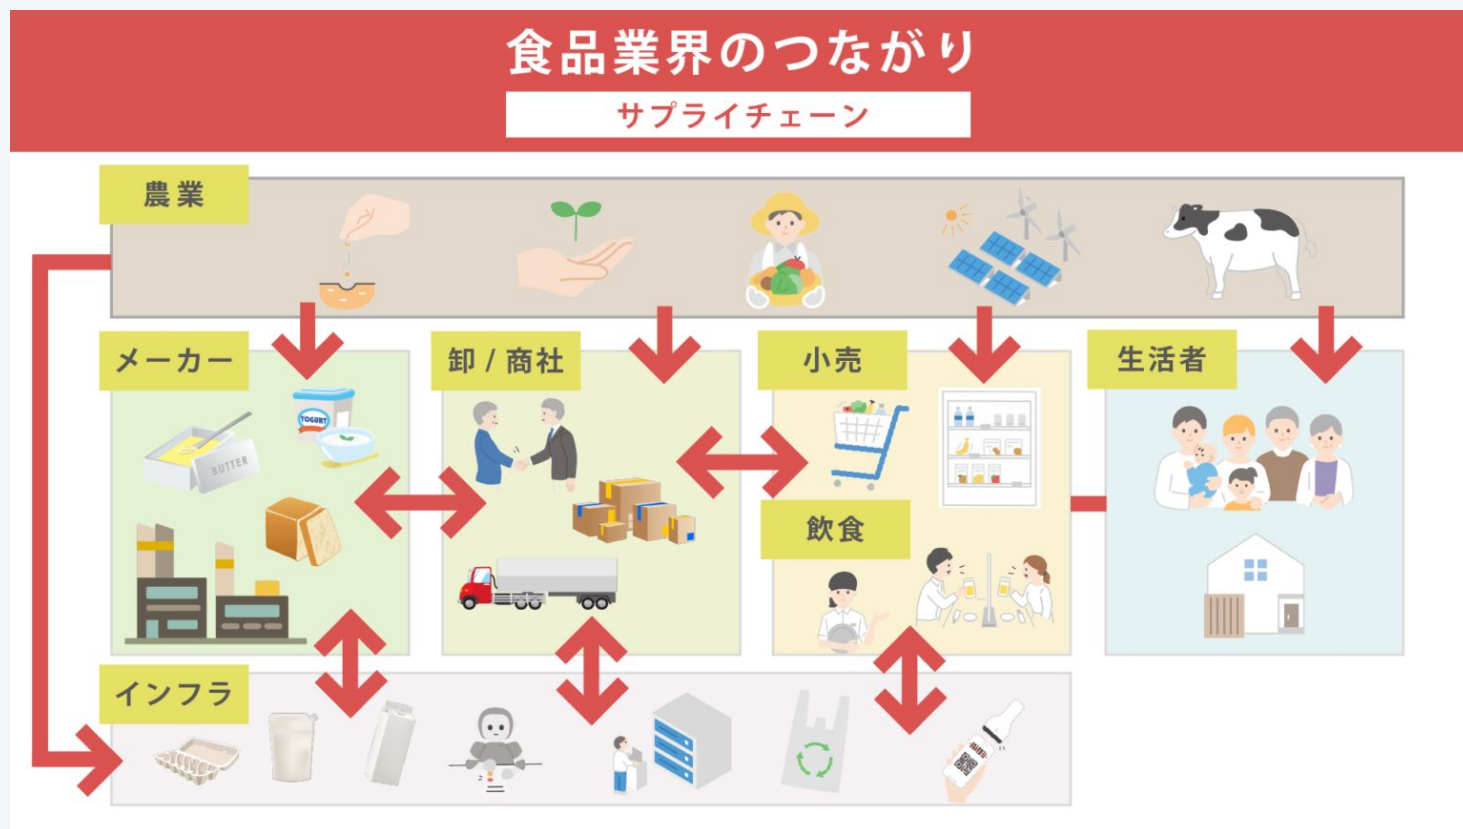 食品業界のつながり
サプライチェーン
農業
メーカー
卸 / 商社
小売
生活者
YOGURT
BUTTER
飲食
インフラ